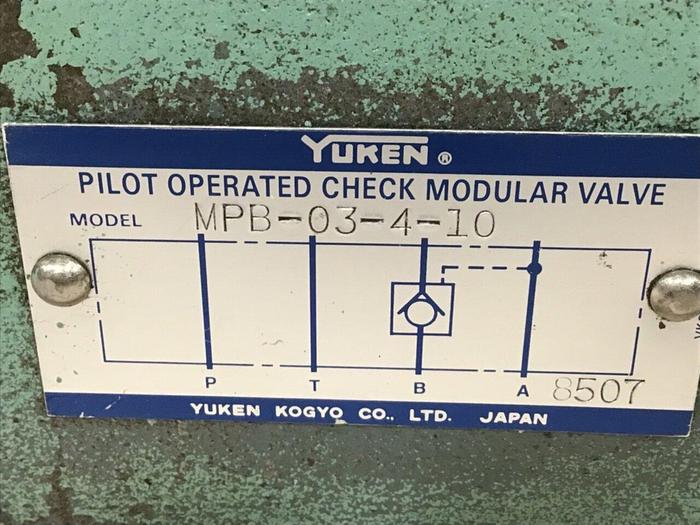 YUKEN ®
PILOT OPERATED CHECK MODULAR VALVE
MODEL MPB-03-4-10
P T B A 8507
YUKEN KOGYO CO., LTD. JAPAN